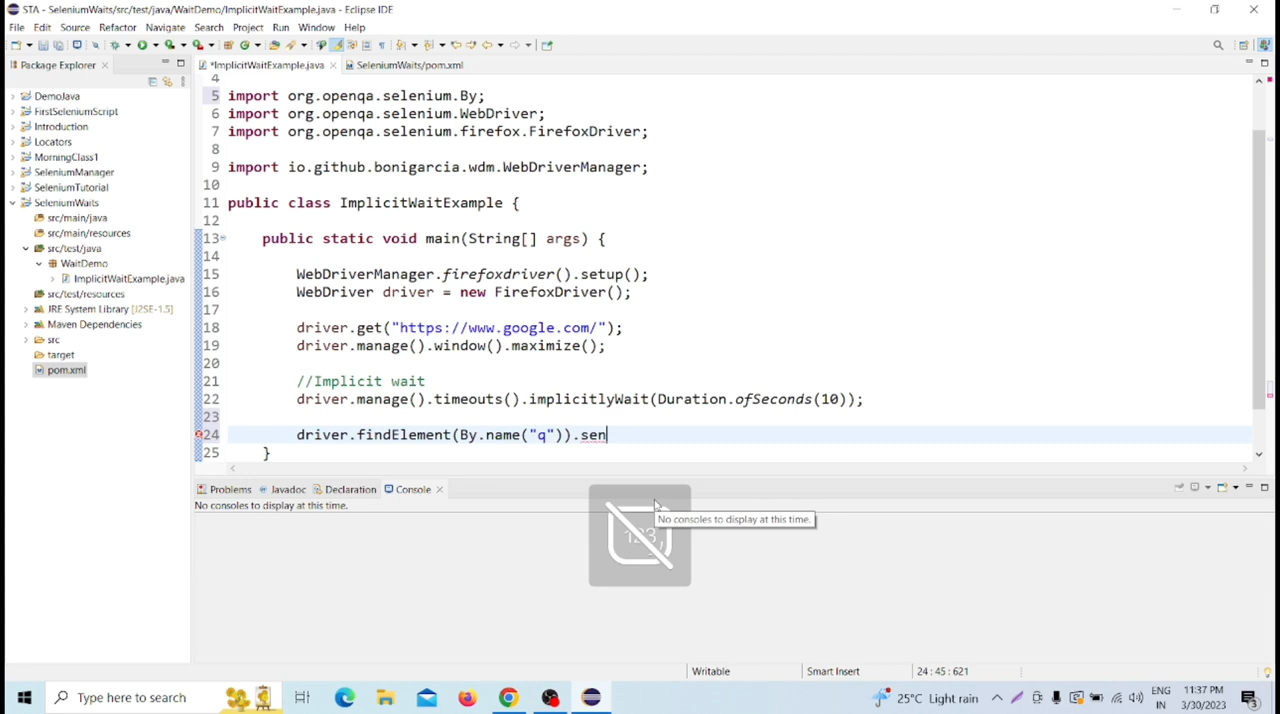 STA - SeleniumWaits/src/test/java/WaitDemo/ImplicitWaitExample.java - Eclipse IDE
File Edit Source Refactor Navigate Search Project Run Window Help
Package Explorer
*ImplicitWaitExample.java
SeleniumWaits/pom.xml
DemoJava
FirstSeleniumScript
Introduction
Locators
MorningClass1
SeleniumManager
SeleniumTutorial
SeleniumWaits
src/main/java
src/main/resources
src/test/java
WaitDemo
ImplicitWaitExample.java
src/test/resources
JRE System Library [J2SE-1.5]
Maven Dependencies
src
target
pom.xml
4
5 import org.openqa.selenium.By;
6 import org.openqa.selenium.WebDriver;
7 import org.openqa.selenium.firefox.FirefoxDriver;
8
9 import io.github.bonigarcia.wdm.WebDriverManager;
10
11 public class ImplicitWaitExample {
12
13 public static void main(String[] args) {
14
15 WebDriverManager.firefoxdriver().setup();
16 WebDriver driver = new FirefoxDriver();
17
18 driver.get("https://www.google.com/");
19 driver.manage().window().maximize();
20
21 //Implicit wait
22 driver.manage().timeouts().implicitlyWait(Duration.ofSeconds(10));
23
24 driver.findElement(By.name("q")).sen
25 }
Problems Javadoc Declaration Console
No consoles to display at this time.
No consoles to display at this time.
123
Writable Smart Insert 24 : 45 : 621
Type here to search
25°C Light rain
ENG
IN
11:37 PM
3/30/2023
3